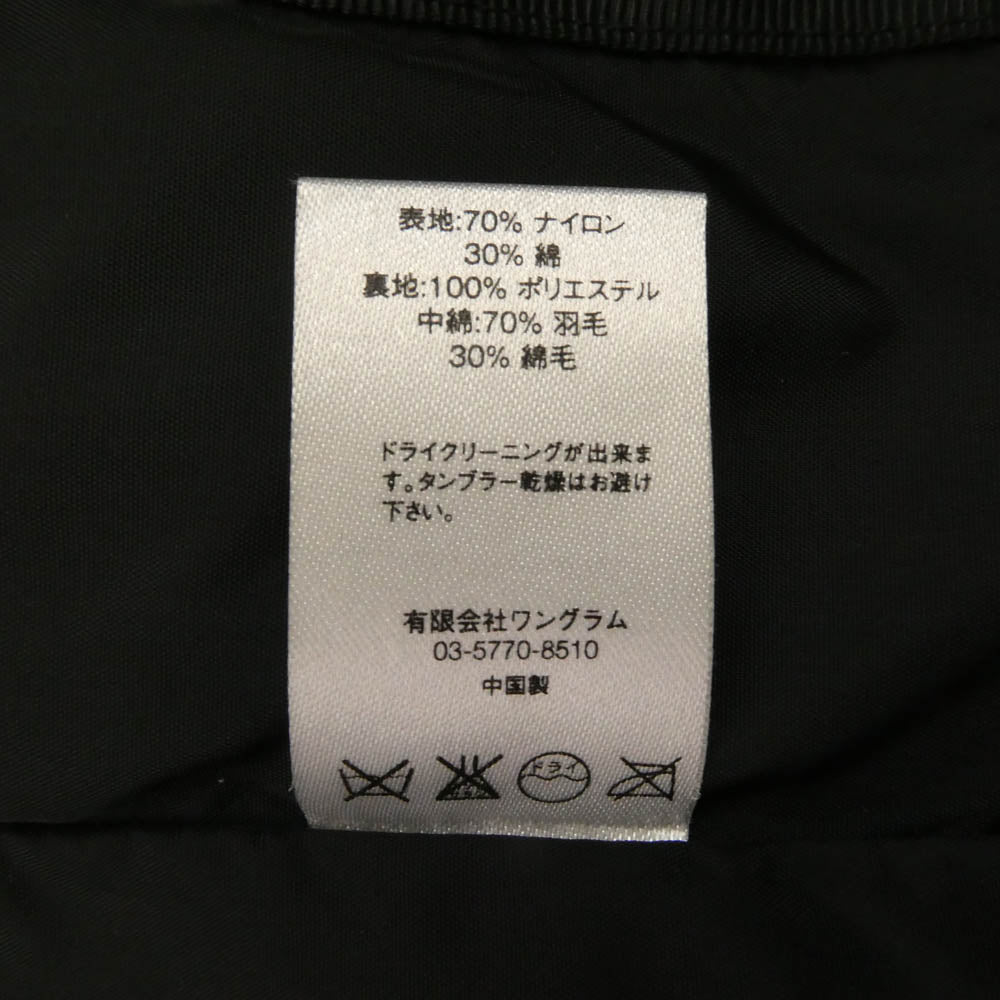 表地:70% ナイロン
30% 綿
裏地:100% ポリエステル
中綿:70% 羽毛
30% 綿毛
ドライクリーニングが出来ま
す。タンブラー乾燥はお避け
下さい。
有限会社ワングラム
03-5770-8510
中国製
ドライ